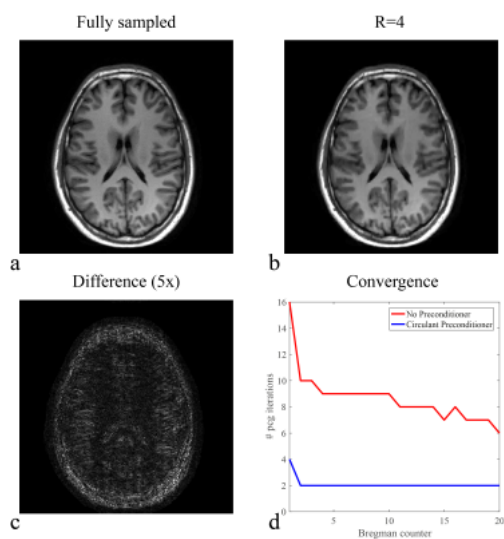 Fully sampled
R=4
a
b
Difference (5x)
Convergence
c
d
16
14
12
10
8
6
4
2
0
# pcg iterations
No Preconditioner
Circulant Preconditioner
5
10
15
20
Bregman counter